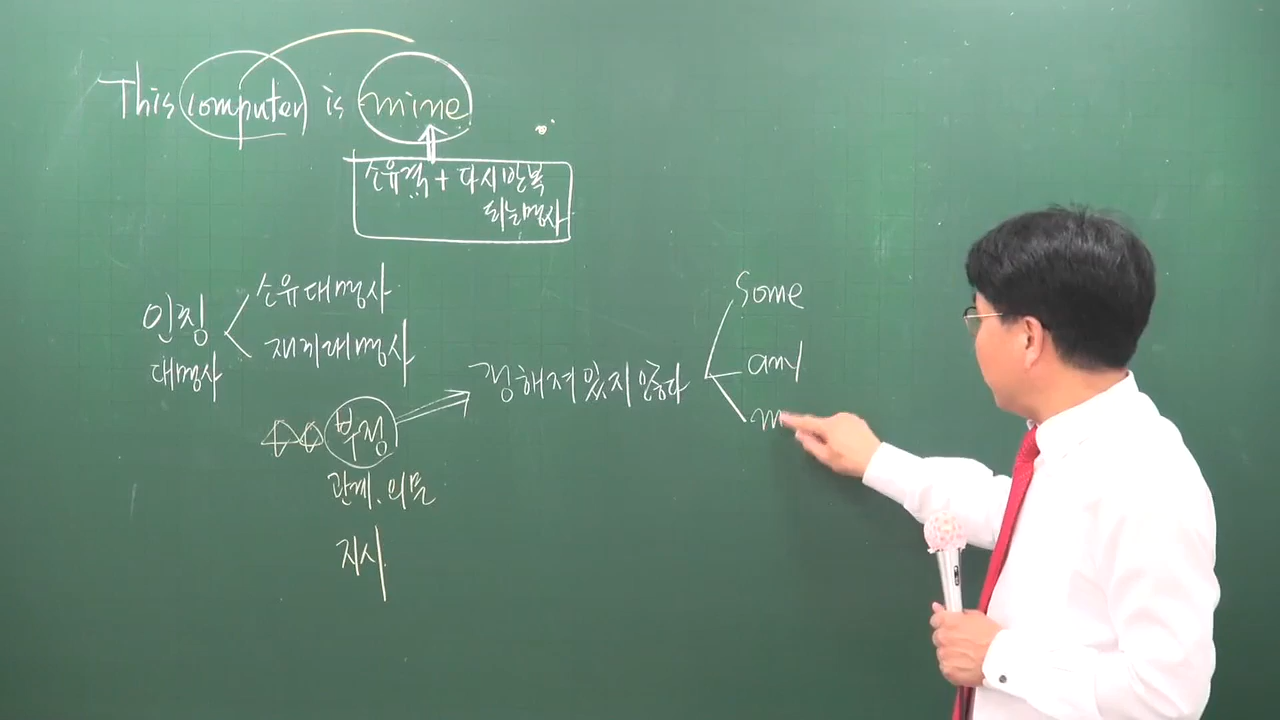 This computer is mine
소유격 + 다시 반복
되는 명사
인칭
대명사
소유대명사
재귀대명사
부정
정해져 있지 않다
some
any
m
관계. 의문
지시